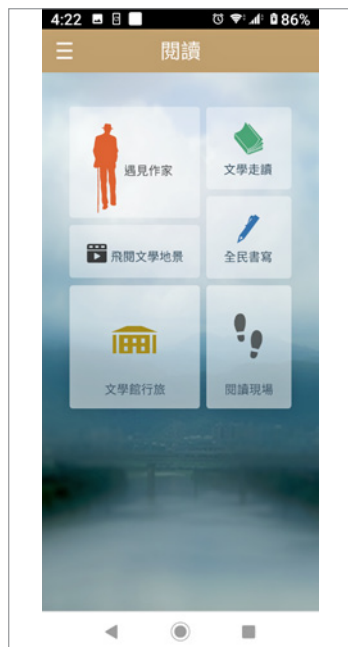 4:22 86%
閱讀
遇見作家
文學走讀
飛閱文學地景
全民書寫
文學館行旅
閱讀現場